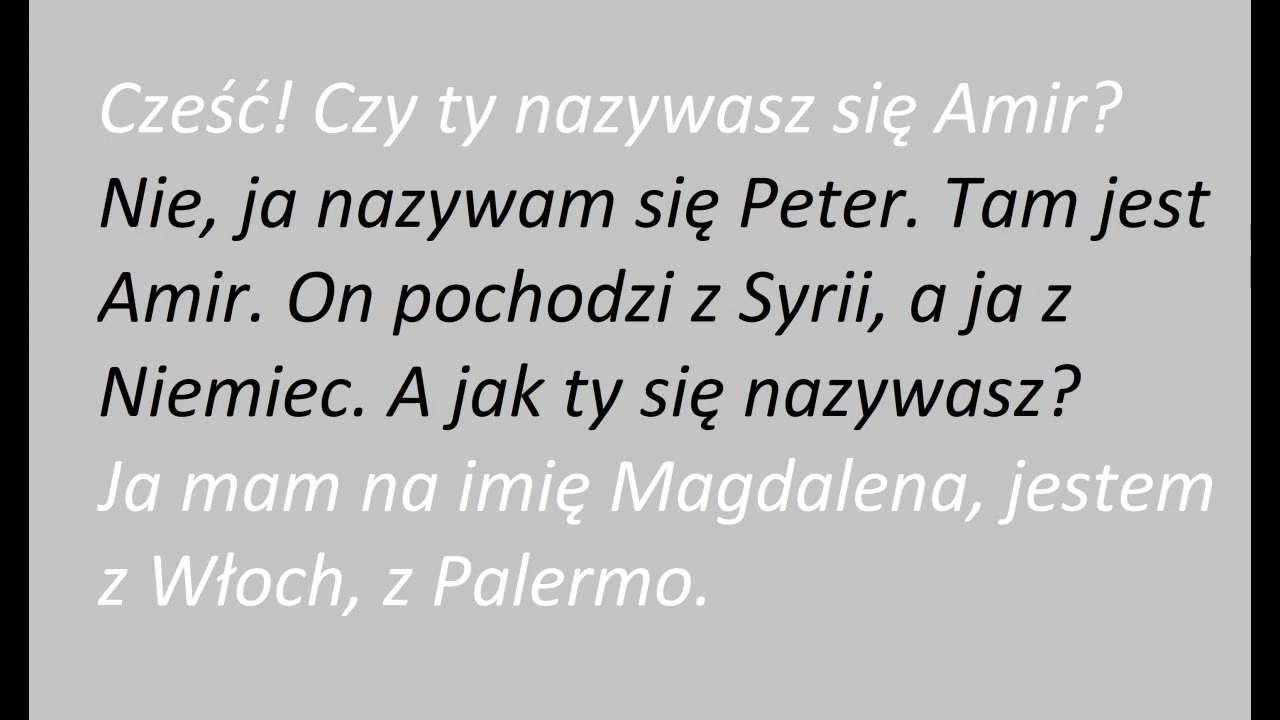 Cześć! Czy ty nazywasz się Amir?
Nie, ja nazywam się Peter. Tam jest
Amir. On pochodzi z Syrii, a ja z
Niemiec. A jak ty się nazywasz?
Ja mam na imię Magdalena, jestem
z Włoch, z Palermo.